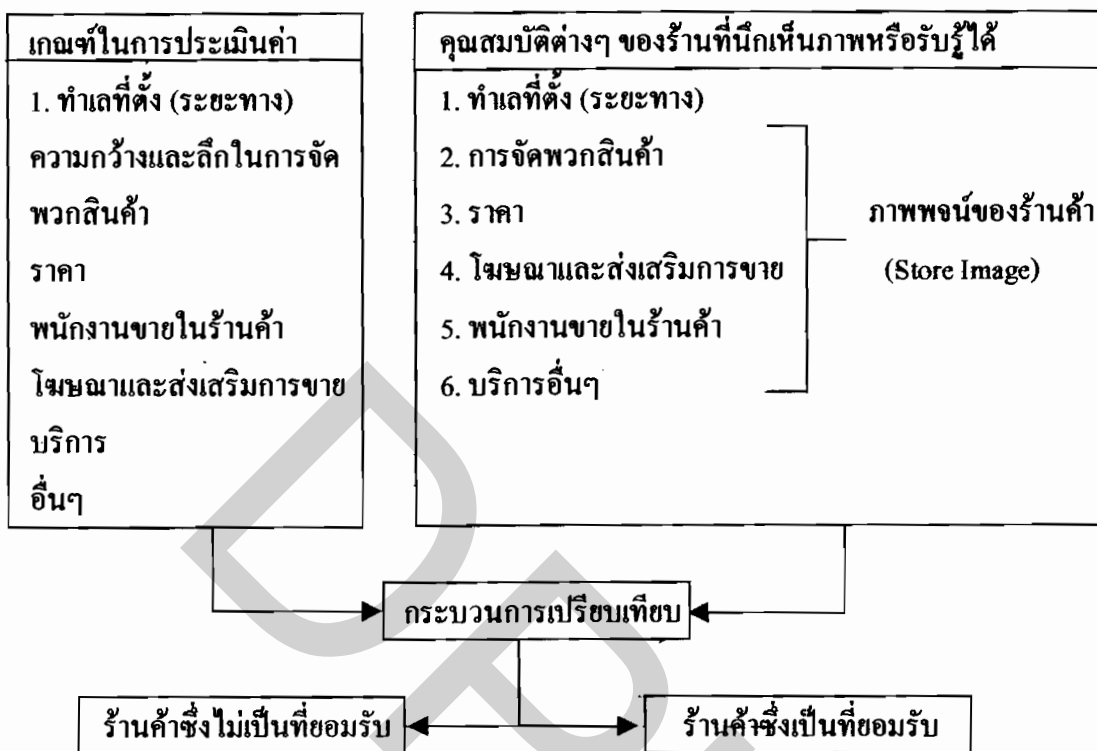 เกณฑ์ในการประเมินค่า
1. ทำเลที่ตั้ง (ระยะทาง)
ความกว้างและลึกในการจัด
พวกสินค้า
ราคา
พนักงานขายในร้านค้า
โฆษณาและส่งเสริมการขาย
บริการ
อื่นๆ
คุณสมบัติต่างๆ ของร้านที่นึกเห็นภาพหรือรับรู้ได้
1. ทำเลที่ตั้ง (ระยะทาง)
2. การจัดพวกสินค้า
3. ราคา
4. โฆษณาและส่งเสริมการขาย
5. พนักงานขายในร้านค้า
6. บริการอื่นๆ
ภาพพจน์ของร้านค้า
(Store Image)
กระบวนการเปรียบเทียบ
ร้านค้าซึ่งไม่เป็นที่ยอมรับ
ร้านค้าซึ่งเป็นที่ยอมรับ